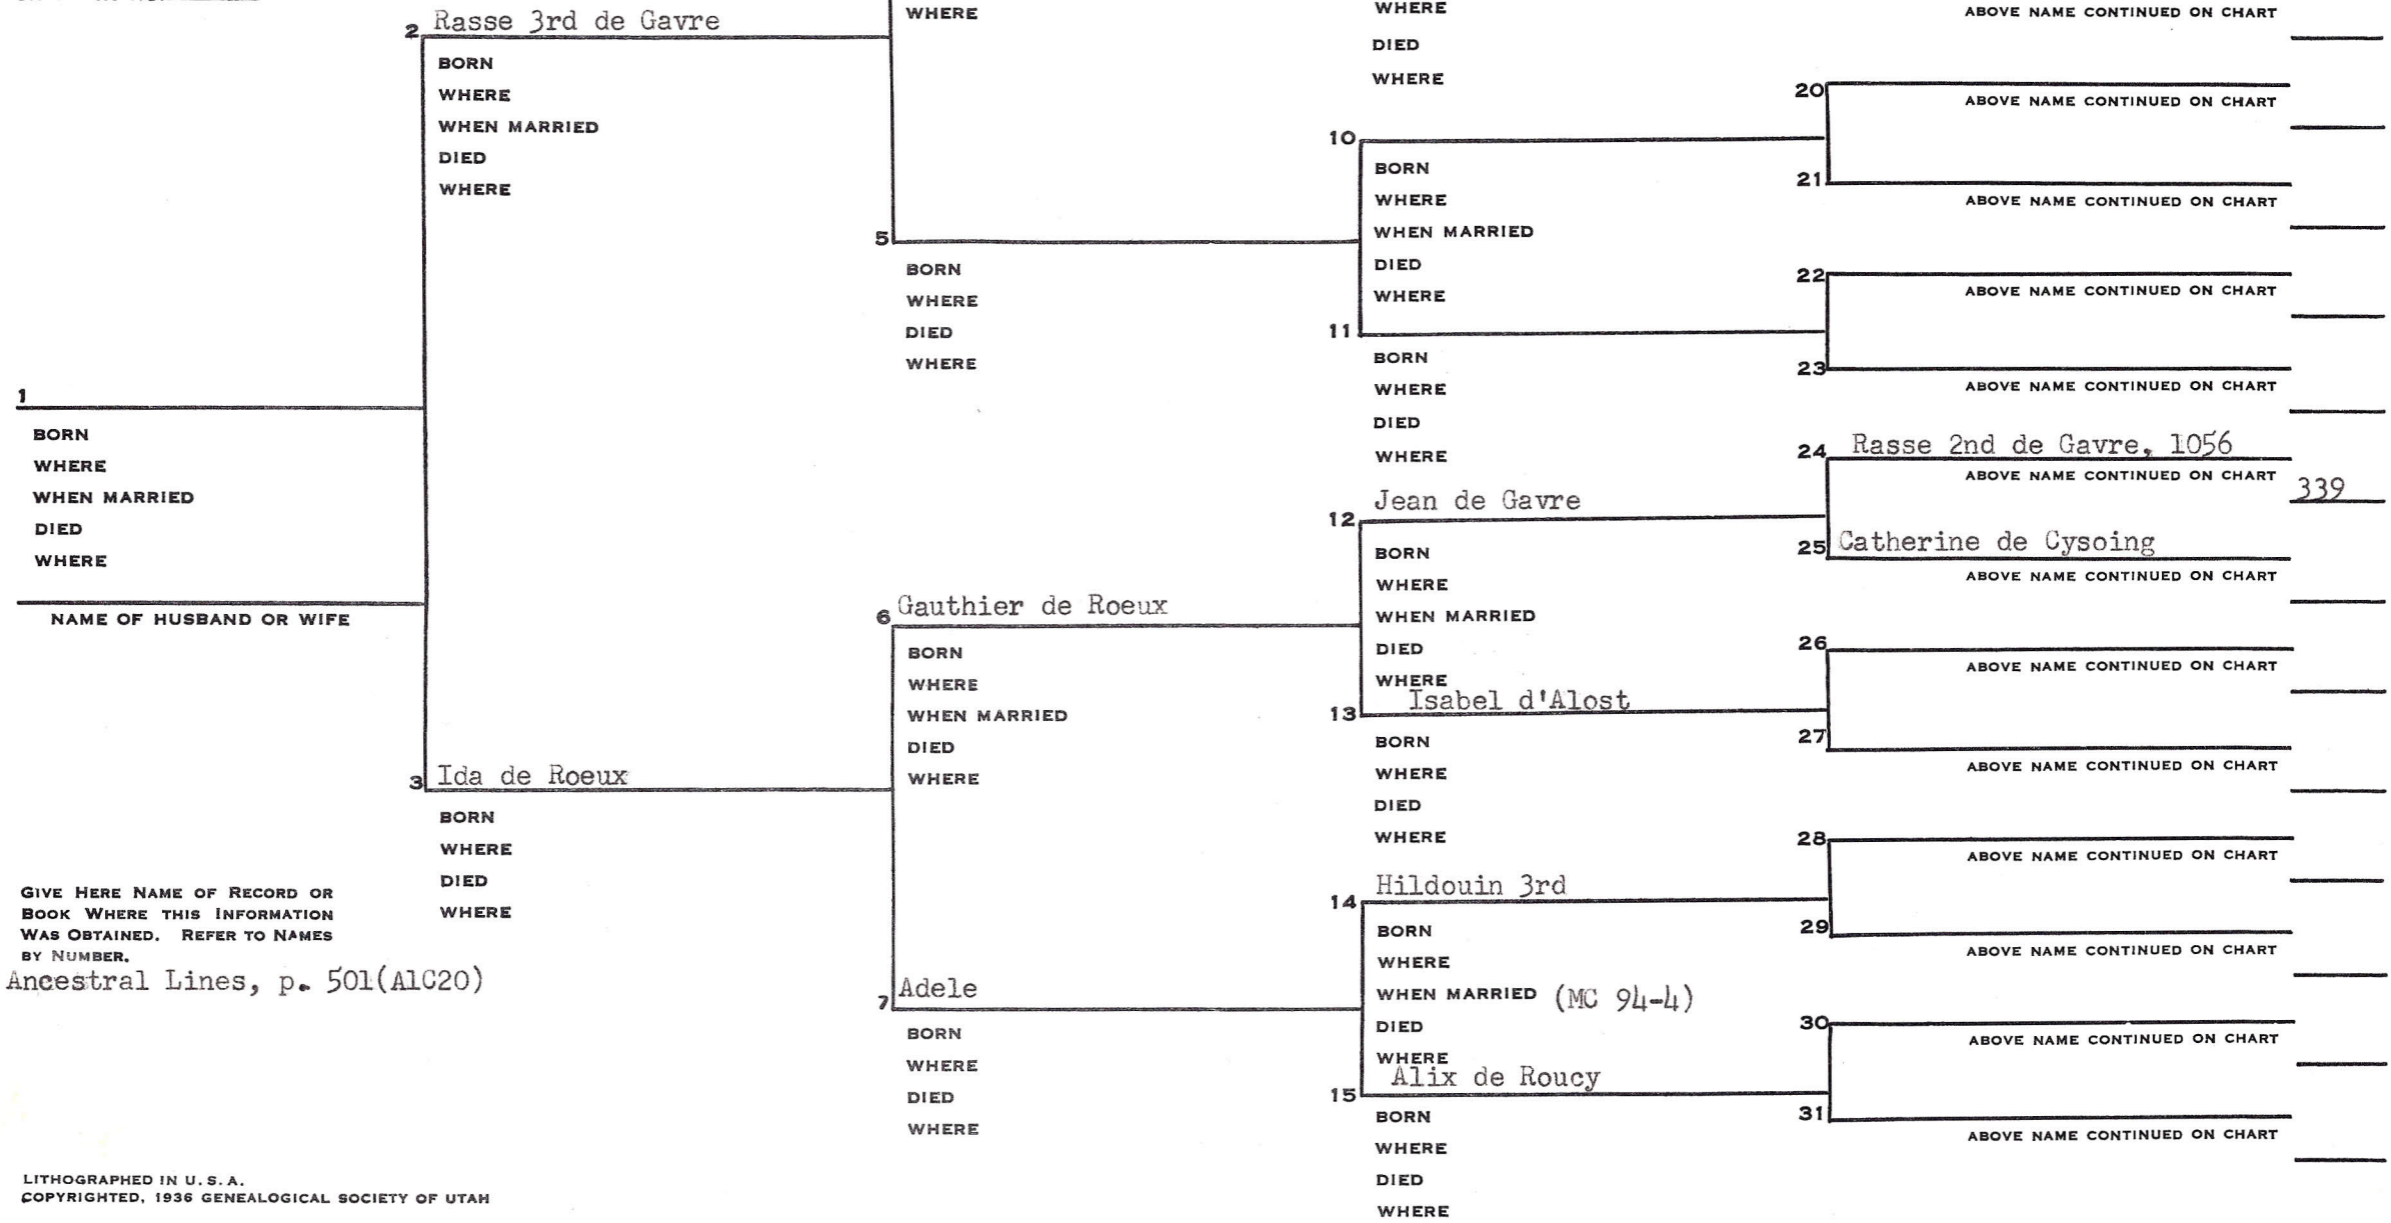 2 Rasse 3rd de Gavre
BORN
WHERE
WHEN MARRIED
DIED
WHERE
1
BORN
WHERE
WHEN MARRIED
DIED
WHERE
NAME OF HUSBAND OR WIFE
3 Ida de Roeux
BORN
WHERE
DIED
WHERE
GIVE HERE NAME OF RECORD OR
BOOK WHERE THIS INFORMATION
WAS OBTAINED. REFER TO NAMES
BY NUMBER.
Ancestral Lines, p. 501(A1C20)
LITHOGRAPHED IN U.S.A.
COPYRIGHTED, 1936 GENEALOGICAL SOCIETY OF UTAH
WHERE
5
BORN
WHERE
DIED
WHERE
6 Gauthier de Roeux
BORN
WHERE
WHEN MARRIED
DIED
WHERE
7 Adele
BORN
WHERE
DIED
WHERE
WHERE
DIED
WHERE
10
BORN
WHERE
WHEN MARRIED
DIED
WHERE
11
BORN
WHERE
DIED
WHERE
12 Jean de Gavre
BORN
WHERE
WHEN MARRIED
DIED
WHERE
13 Isabel d'Alost
BORN
WHERE
DIED
WHERE
14 Hildouin 3rd
BORN
WHERE
WHEN MARRIED (MC 94-4)
DIED
WHERE
15 Alix de Roucy
BORN
WHERE
DIED
WHERE
ABOVE NAME CONTINUED ON CHART
20
ABOVE NAME CONTINUED ON CHART
21
ABOVE NAME CONTINUED ON CHART
22
ABOVE NAME CONTINUED ON CHART
23
ABOVE NAME CONTINUED ON CHART
24 Rasse 2nd de Gavre, 1056
ABOVE NAME CONTINUED ON CHART 339
25 Catherine de Cysoing
ABOVE NAME CONTINUED ON CHART
26
ABOVE NAME CONTINUED ON CHART
27
ABOVE NAME CONTINUED ON CHART
28
ABOVE NAME CONTINUED ON CHART
29
ABOVE NAME CONTINUED ON CHART
30
ABOVE NAME CONTINUED ON CHART
31
ABOVE NAME CONTINUED ON CHART